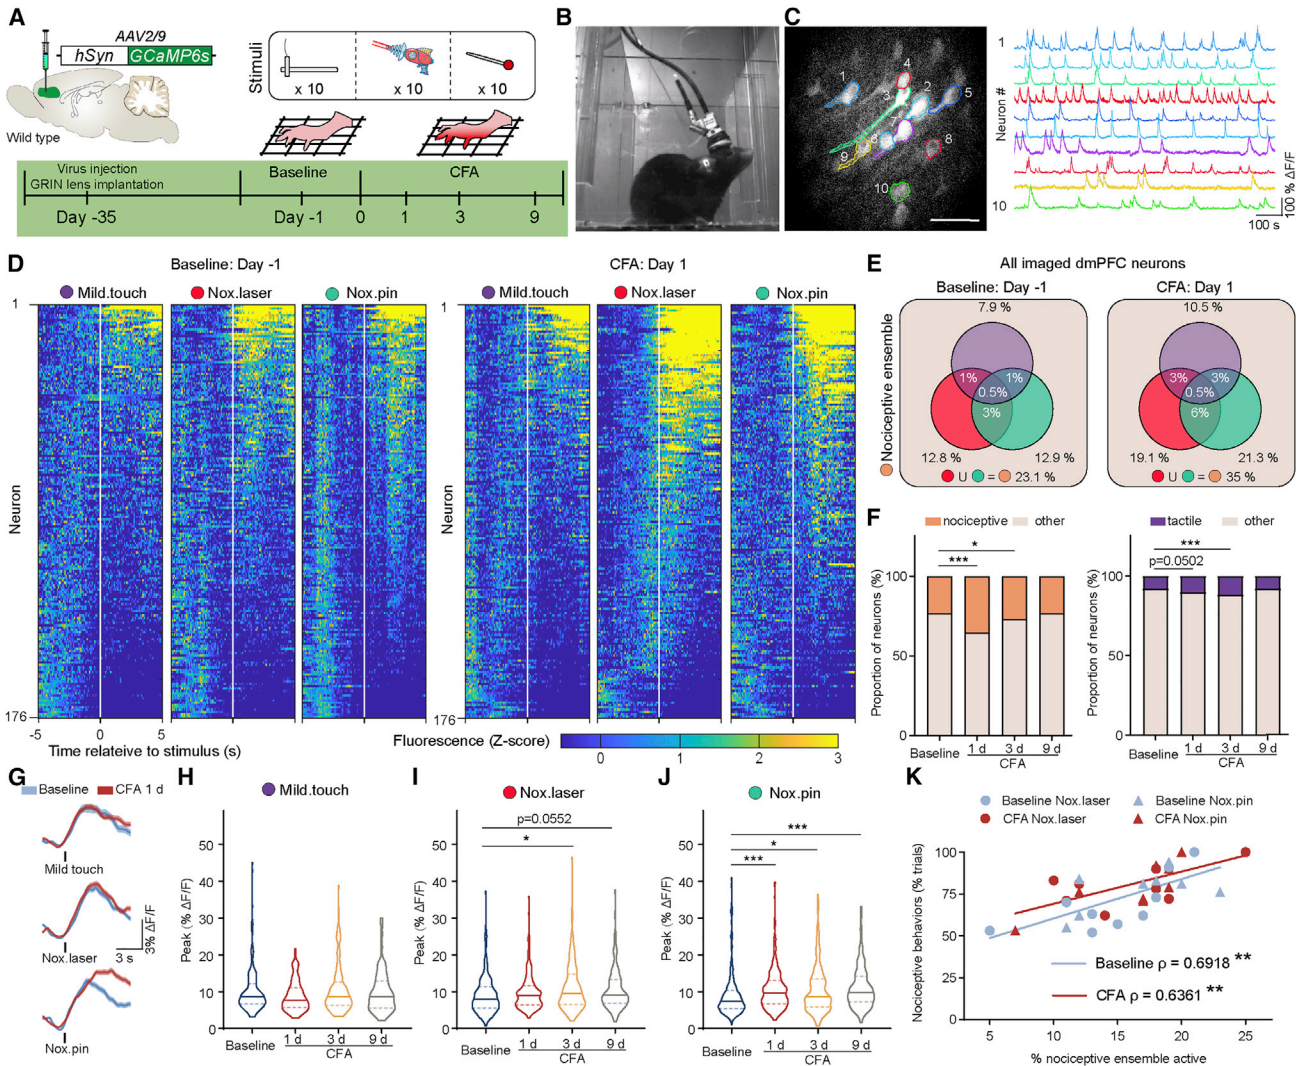 A
AAV2/9
hSyn
GCaMP6s
Wild type
Stimuli
x 10
x 10
x 10
Virus injection
GRIN lens implantation
Baseline
CFA
Day -35
Day -1
0
1
3
9
B
C
1
2
3
4
5
7
8
9
10
1
Neuron #
10
100 % ΔF/F
100 s
D
Baseline: Day -1
CFA: Day 1
Mild.touch
Nox.laser
Nox.pin
Mild.touch
Nox.laser
Nox.pin
1
Neuron
176
1
Neuron
176
-5
0
5
Time relateive to stimulus (s)
Fluorescence (Z-score)
0
1
2
3
E
All imaged dmPFC neurons
Baseline: Day -1
CFA: Day 1
Nociceptive ensemble
7.9 %
1%
1%
0.5%
3%
12.8 %
12.9 %
U = 23.1 %
10.5 %
3%
3%
0.5%
6%
19.1 %
21.3 %
U = 35 %
F
nociceptive
other
tactile
other
*
***
***
p=0.0502
Proportion of neurons (%)
100
50
0
Baseline
1 d
3 d
9 d
CFA
Proportion of neurons (%)
100
50
0
Baseline
1 d
3 d
9 d
CFA
G
Baseline
CFA 1 d
Mild touch
Nox.laser
3 s
3% ΔF/F
Nox.pin
H
Mild.touch
Peak (% ΔF/F)
50
40
30
20
10
0
Baseline
1 d
3 d
9 d
CFA
I
Nox.laser
p=0.0552
*
Peak (% ΔF/F)
50
40
30
20
10
0
Baseline
1 d
3 d
9 d
CFA
J
Nox.pin
***
*
***
Peak (% ΔF/F)
50
40
30
20
10
0
Baseline
1 d
3 d
9 d
CFA
K
Baseline Nox.laser
Baseline Nox.pin
CFA Nox.laser
CFA Nox.pin
Nociceptive behaviors (% trials)
100
75
50
25
0
Baseline ρ = 0.6918 **
CFA ρ = 0.6361 **
5
10
15
20
25
% nociceptive ensemble active